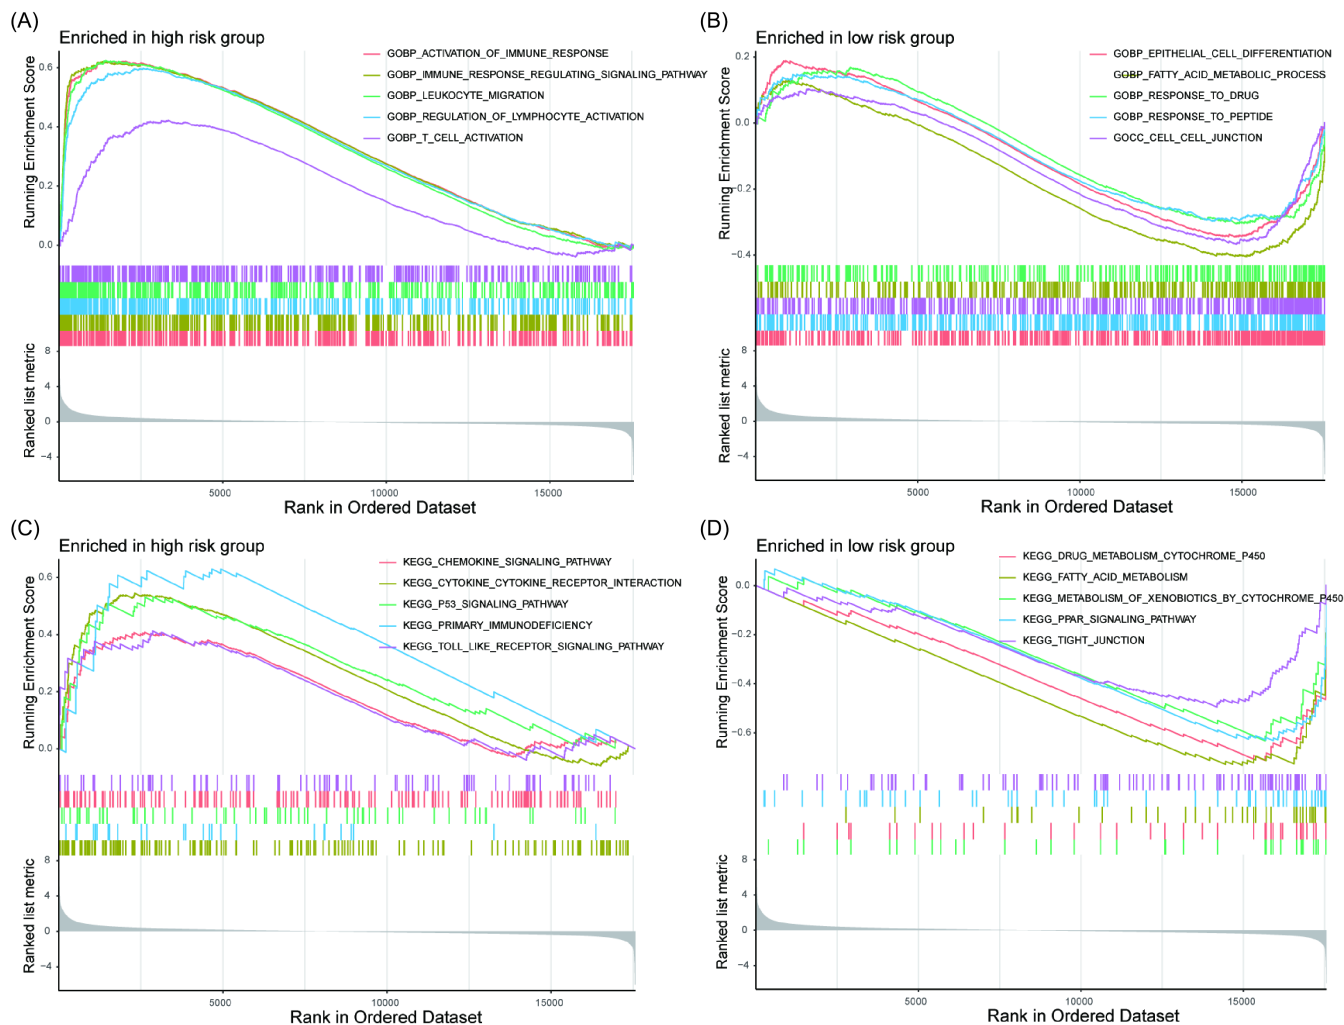 (A)
Enriched in high risk group
GOBP_ACTIVATION_OF_IMMUNE_RESPONSE
GOBP_IMMUNE_RESPONSE_REGULATING_SIGNALING_PATHWAY
GOBP_LEUKOCYTE_MIGRATION
GOBP_REGULATION_OF_LYMPHOCYTE_ACTIVATION
GOBP_T_CELL_ACTIVATION
Running Enrichment Score
0.6
0.4
0.2
0.0
Ranked list metric
8
4
0
−4
5000 10000 15000
Rank in Ordered Dataset
(B)
Enriched in low risk group
GOBP_EPITHELIAL_CELL_DIFFERENTIATION
GOBP_FATTY_ACID_METABOLIC_PROCESS
GOBP_RESPONSE_TO_DRUG
GOBP_RESPONSE_TO_PEPTIDE
GOCC_CELL_CELL_JUNCTION
Running Enrichment Score
0.2
0.0
−0.2
−0.4
Ranked list metric
8
4
0
−4
5000 10000 15000
Rank in Ordered Dataset
(C)
Enriched in high risk group
KEGG_CHEMOKINE_SIGNALING_PATHWAY
KEGG_CYTOKINE_CYTOKINE_RECEPTOR_INTERACTION
KEGG_P53_SIGNALING_PATHWAY
KEGG_PRIMARY_IMMUNODEFICIENCY
KEGG_TOLL_LIKE_RECEPTOR_SIGNALING_PATHWAY
Running Enrichment Score
0.6
0.4
0.2
0.0
Ranked list metric
8
4
0
−4
5000 10000 15000
Rank in Ordered Dataset
(D)
Enriched in low risk group
KEGG_DRUG_METABOLISM_CYTOCHROME_P450
KEGG_FATTY_ACID_METABOLISM
KEGG_METABOLISM_OF_XENOBIOTICS_BY_CYTOCHROME_P450
KEGG_PPAR_SIGNALING_PATHWAY
KEGG_TIGHT_JUNCTION
Running Enrichment Score
0.0
−0.2
−0.4
−0.6
Ranked list metric
8
4
0
−4
5000 10000 15000
Rank in Ordered Dataset